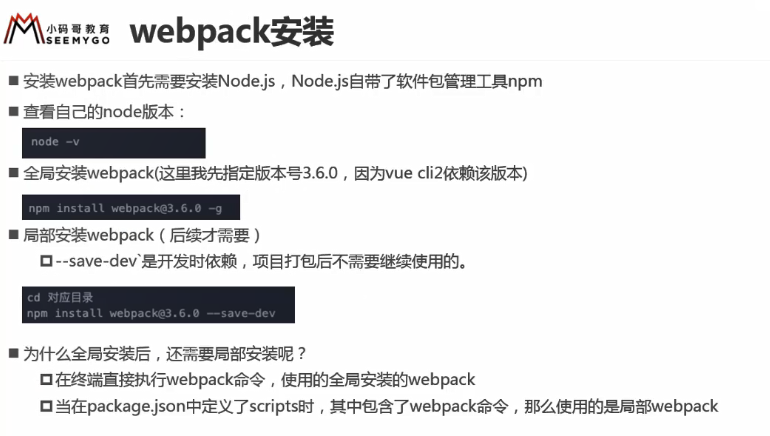 小码哥教育
SEEMYGO
webpack安装
安装webpack首先需要安装Node.js，Node.js自带了软件包管理工具npm
查看自己的node版本：
node -v
全局安装webpack(这里我先指定版本号3.6.0，因为vue cli2依赖该版本)
npm install webpack@3.6.0 -g
局部安装webpack（后续才需要）
--save-dev`是开发时依赖，项目打包后不需要继续使用的。
cd 对应目录
npm install webpack@3.6.0 --save-dev
为什么全局安装后，还需要局部安装呢？
在终端直接执行webpack命令，使用的全局安装的webpack
当在package.json中定义了scripts时，其中包含了webpack命令，那么使用的是局部webpack